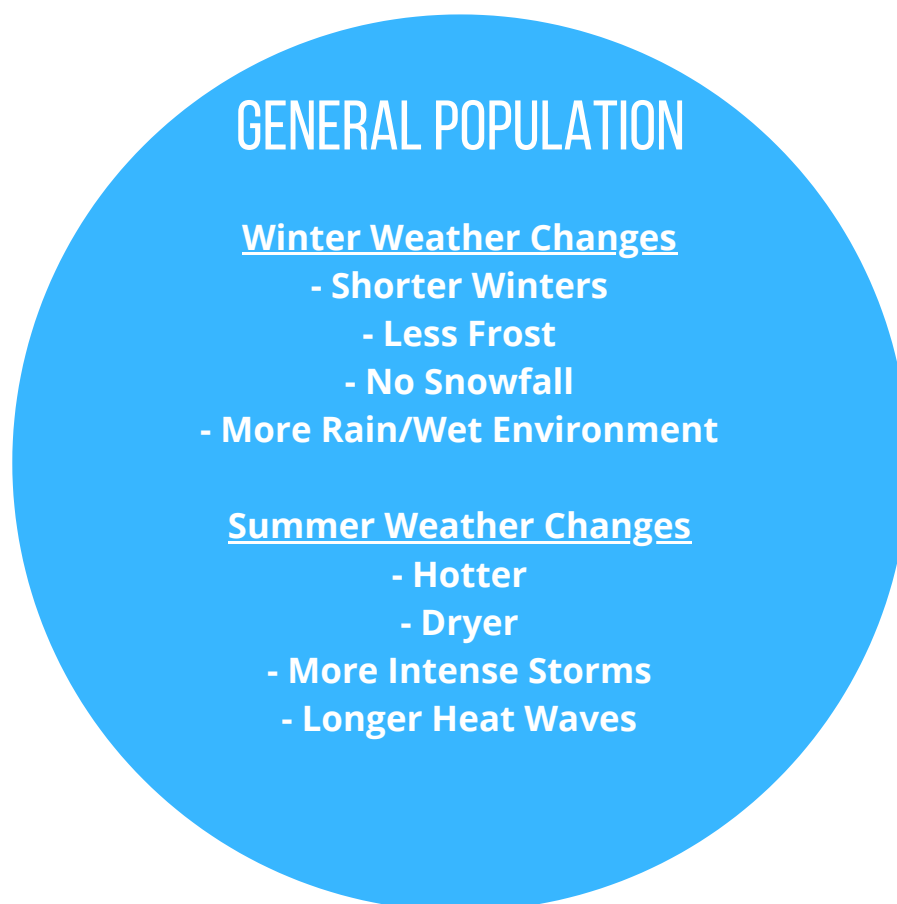 GENERAL POPULATION
Winter Weather Changes
- Shorter Winters
- Less Frost
- No Snowfall
- More Rain/Wet Environment
Summer Weather Changes
- Hotter
- Dryer
- More Intense Storms
- Longer Heat Waves